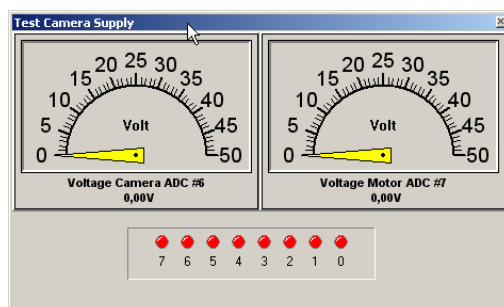 Test Camera Supply
0 5 10 15 20 25 30 35 40 45 50
Volt
Voltage Camera ADC #6
0,00V
0 5 10 15 20 25 30 35 40 45 50
Volt
Voltage Motor ADC #7
0,00V
7 6 5 4 3 2 1 0